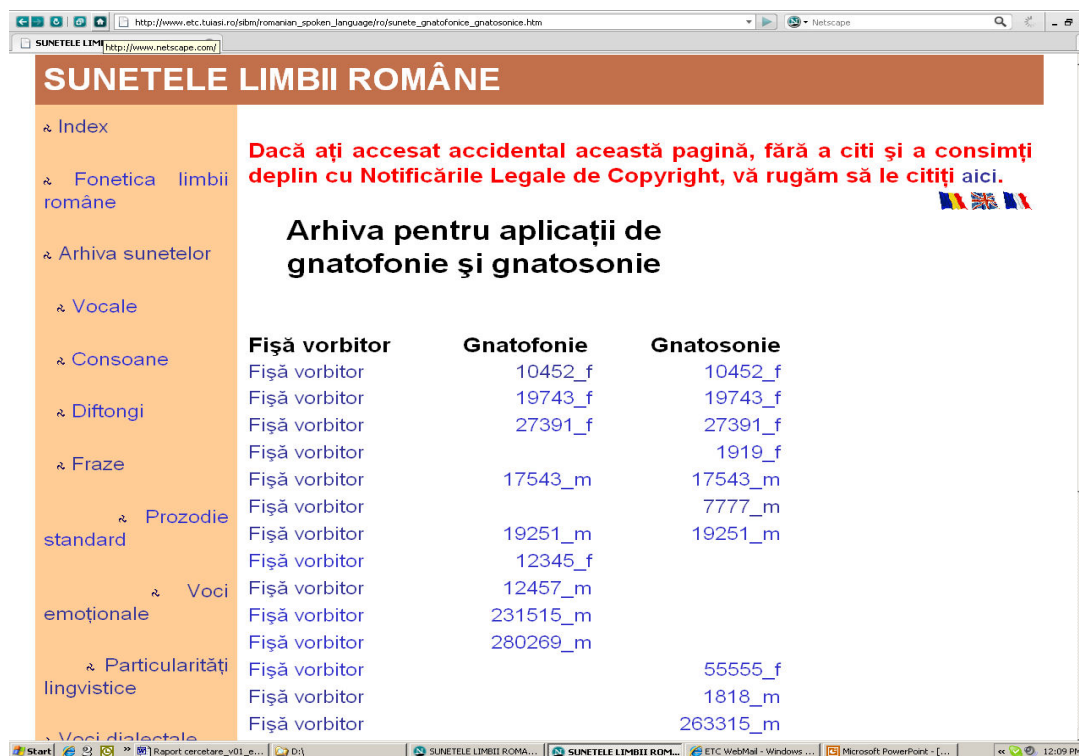 http://www.etc.tuiasi.ro/sibm/romanian_spoken_language/ro/sunete_gnatofonice_gnatosonice.htm
Netscape
SUNETELE LIMI
http://www.netscape.com/
SUNETELE LIMBII ROMÂNE
Index
Fonetica limbii
române
Arhiva sunetelor
Vocale
Consoane
Diftongi
Fraze
Prozodie
standard
Voci
emoționale
Particularități
lingvistice
Voci dialectale
Dacă ați accesat accidental această pagină, fără a citi şi a consimți
deplin cu Notificările Legale de Copyright, vă rugăm să le citiți aici.
Arhiva pentru aplicații de
gnatofonie şi gnatosonie
Fişă vorbitor Gnatofonie Gnatosonie
Fişă vorbitor 10452_f 10452_f
Fişă vorbitor 19743_f 19743_f
Fişă vorbitor 27391_f 27391_f
Fişă vorbitor 1919_f
Fişă vorbitor 17543_m 17543_m
Fişă vorbitor 7777_m
Fişă vorbitor 19251_m 19251_m
Fişă vorbitor 12345_f
Fişă vorbitor 12457_m
Fişă vorbitor 231515_m
Fişă vorbitor 280269_m
Fişă vorbitor 55555_f
Fişă vorbitor 1818_m
Fişă vorbitor 263315_m
Start » Raport cercetare_v01_e... D:\ SUNETELE LIMBII ROMA... SUNETELE LIMBII ROM... ETC WebMail - Windows ... Microsoft PowerPoint - [... « 12:09 PM